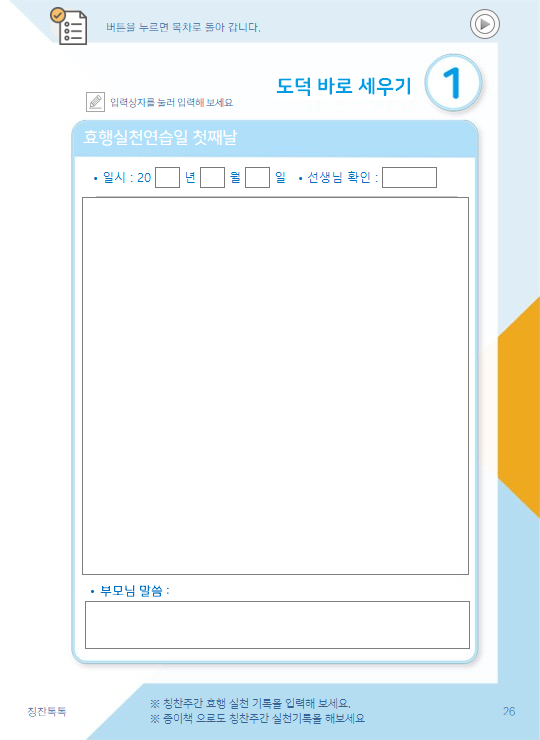 버튼을 누르면 목차로 돌아 갑니다.
도덕 바로 세우기
1
입력상자를 눌러 입력해 보세요
효행실천연습일 첫째날
• 일시 : 20 년 월 일 • 선생님 확인 :
• 부모님 말씀 :
칭찬톡톡
※ 칭찬주간 효행 실천 기록을 입력해 보세요.
※ 종이책 으로도 칭찬주간 실천기록을 해보세요
26